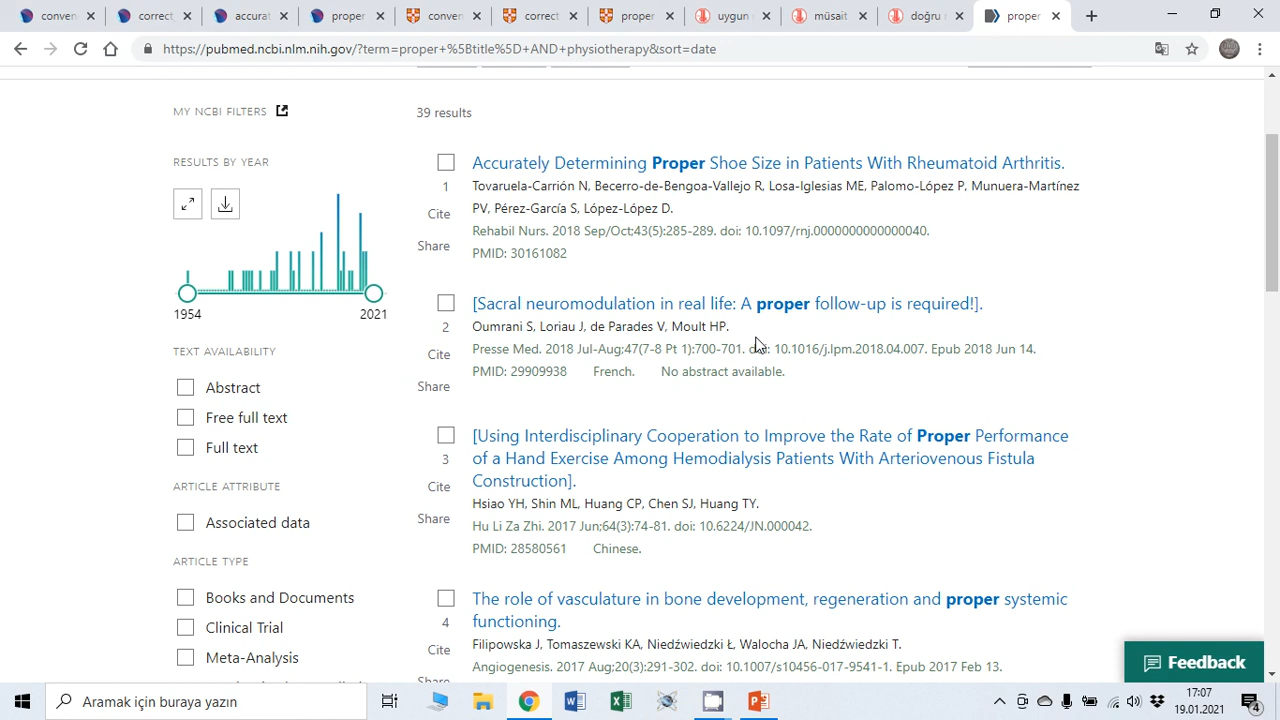 conven
correct
accurat
proper
conven
correct
proper
uygun
müsait
doğru
proper
https://pubmed.ncbi.nlm.nih.gov/?term=proper+%5Btitle%5D+AND+physiotherapy&sort=date
MY NCBI FILTERS
39 results
RESULTS BY YEAR
1954
2021
TEXT AVAILABILITY
Abstract
Free full text
Full text
ARTICLE ATTRIBUTE
Associated data
ARTICLE TYPE
Books and Documents
Clinical Trial
Meta-Analysis
Accurately Determining Proper Shoe Size in Patients With Rheumatoid Arthritis.
1
Tovaruela-Carrión N, Becerro-de-Bengoa-Vallejo R, Losa-Iglesias ME, Palomo-López P, Munuera-Martínez
PV, Pérez-García S, López-López D.
Cite
Rehabil Nurs. 2018 Sep/Oct;43(5):285-289. doi: 10.1097/rnj.0000000000000040.
Share
PMID: 30161082
[Sacral neuromodulation in real life: A proper follow-up is required!].
2
Oumrani S, Loriau J, de Parades V, Moult HP.
Cite
Presse Med. 2018 Jul-Aug;47(7-8 Pt 1):700-701. doi: 10.1016/j.lpm.2018.04.007. Epub 2018 Jun 14.
PMID: 29909938 French. No abstract available.
Share
[Using Interdisciplinary Cooperation to Improve the Rate of Proper Performance
3
of a Hand Exercise Among Hemodialysis Patients With Arteriovenous Fistula
Construction].
Cite
Hsiao YH, Shin ML, Huang CP, Chen SJ, Huang TY.
Share
Hu Li Za Zhi. 2017 Jun;64(3):74-81. doi: 10.6224/JN.000042.
PMID: 28580561 Chinese.
The role of vasculature in bone development, regeneration and proper systemic
4
functioning.
Filipowska J, Tomaszewski KA, Niedźwiedzki Ł, Walocha JA, Niedźwiedzki T.
Cite
Angiogenesis. 2017 Aug;20(3):291-302. doi: 10.1007/s10456-017-9541-1. Epub 2017 Feb 13.
Feedback
Aramak için buraya yazın
17:07
19.01.2021
4